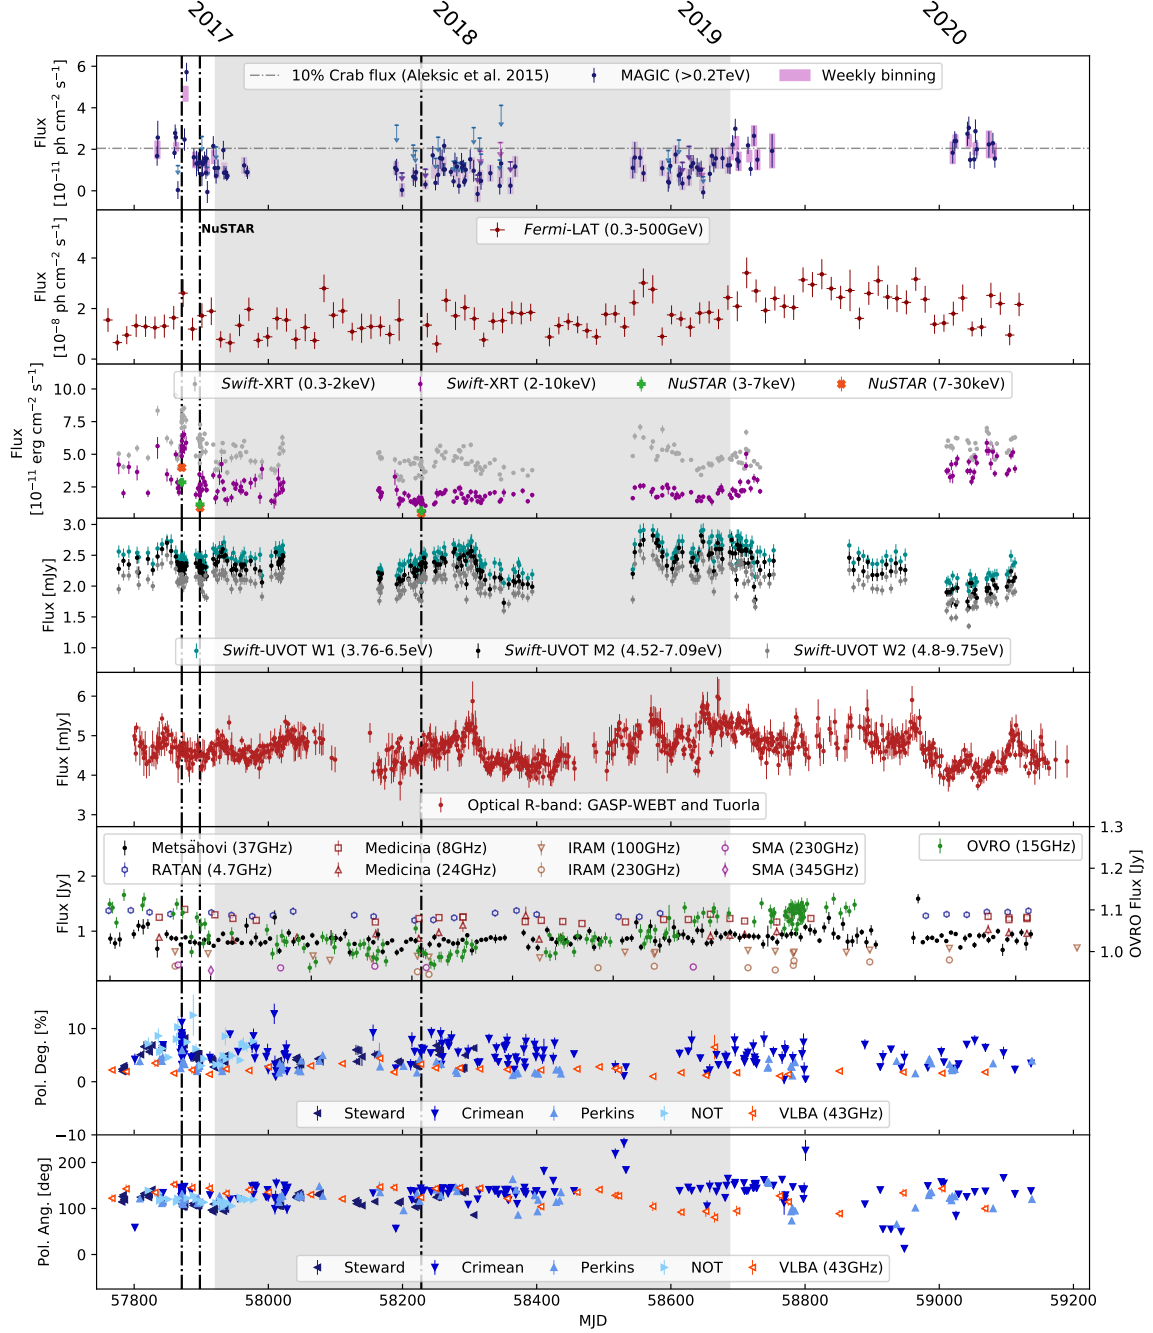 2017 2018 2019 2020
6
4
2
0
Flux
[10⁻¹¹ ph cm⁻² s⁻¹]
10% Crab flux (Aleksic et al. 2015) MAGIC (>0.2TeV) Weekly binning
4
2
0
Flux
[10⁻⁸ ph cm⁻² s⁻¹]
NuSTAR
Fermi-LAT (0.3-500GeV)
10.0
7.5
5.0
2.5
Flux
[10⁻¹¹ erg cm⁻² s⁻¹]
Swift-XRT (0.3-2keV) Swift-XRT (2-10keV) NuSTAR (3-7keV) NuSTAR (7-30keV)
3.0
2.5
2.0
1.5
1.0
Flux [mJy]
Swift-UVOT W1 (3.76-6.5eV) Swift-UVOT M2 (4.52-7.09eV) Swift-UVOT W2 (4.8-9.75eV)
6
5
4
3
Flux [mJy]
Optical R-band: GASP-WEBT and Tuorla
2
1
Flux [Jy]
Metsähovi (37GHz) Medicina (8GHz) IRAM (100GHz) SMA (230GHz) OVRO (15GHz)
RATAN (4.7GHz) Medicina (24GHz) IRAM (230GHz) SMA (345GHz)
1.3
1.2
1.1
1.0
OVRO Flux [Jy]
10
0
−10
Pol. Deg. [%]
Steward Crimean Perkins NOT VLBA (43GHz)
200
100
0
Pol. Ang. [deg]
Steward Crimean Perkins NOT VLBA (43GHz)
57800 58000 58200 58400 58600 58800 59000 59200
MJD